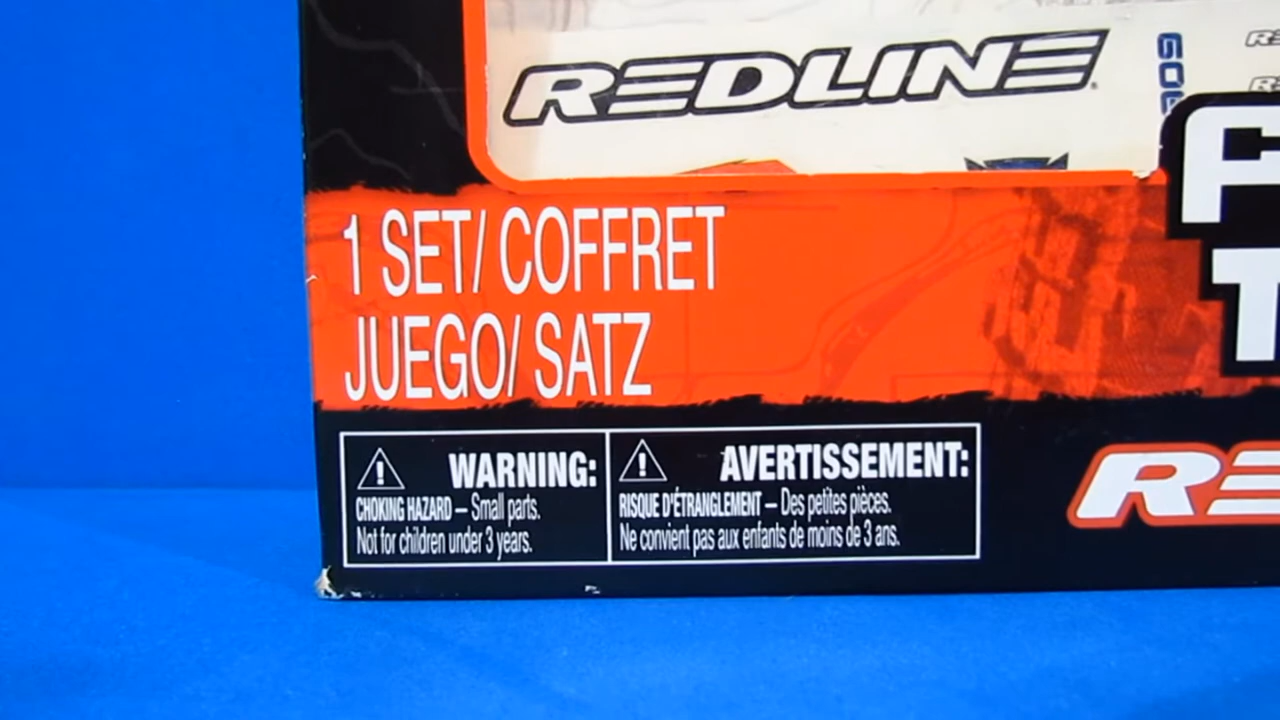 REDLINE
1 SET/ COFFRET
JUEGO/ SATZ
WARNING:
CHOKING HAZARD – Small parts.
Not for children under 3 years.
AVERTISSEMENT:
RISQUE D'ÉTRANGLEMENT – Des petites pièces.
Ne convient pas aux enfants de moins de 3 ans.